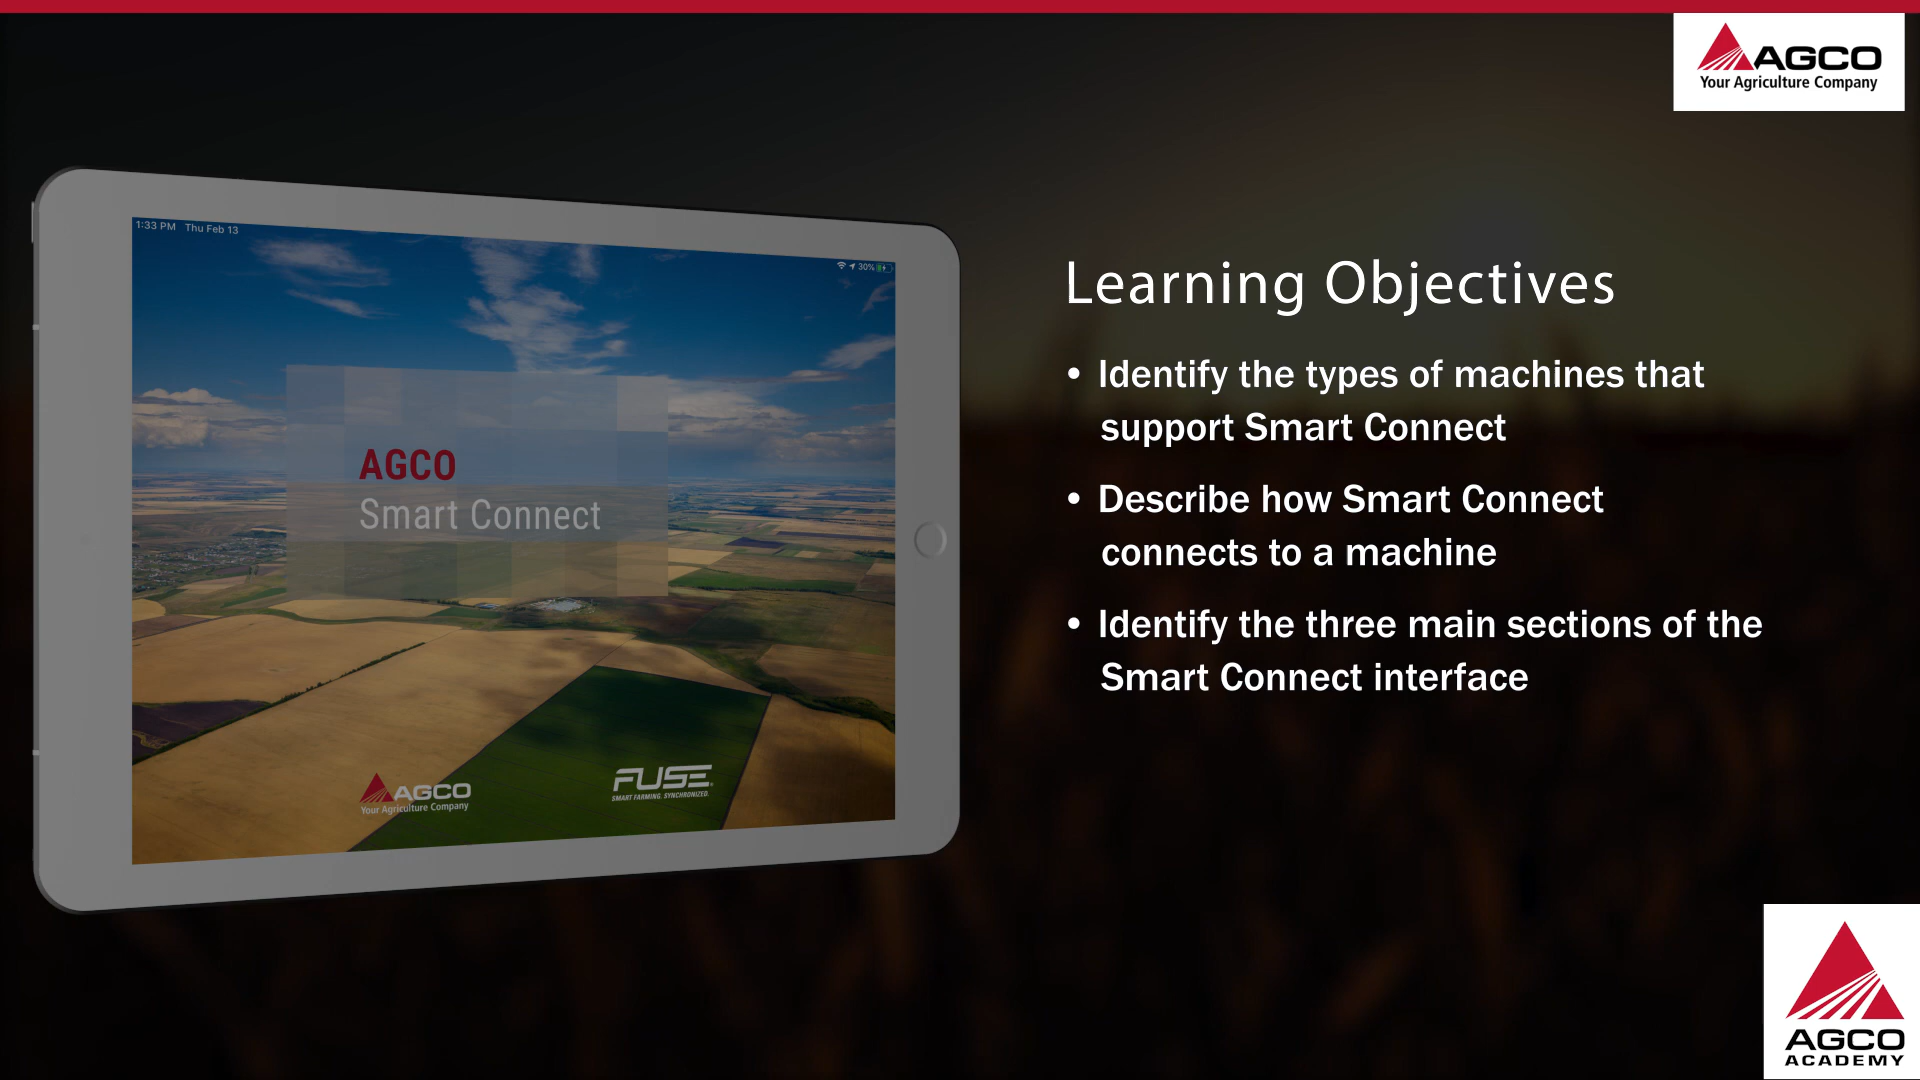 AGCO
Your Agriculture Company
1:33 PM Thu Feb 13
30%
AGCO
Smart Connect
AGCO
Your Agriculture Company
FUSE
SMART FARMING. SYNCHRONIZED.
Learning Objectives
• Identify the types of machines that
support Smart Connect
• Describe how Smart Connect
connects to a machine
• Identify the three main sections of the
Smart Connect interface
AGCO
ACADEMY